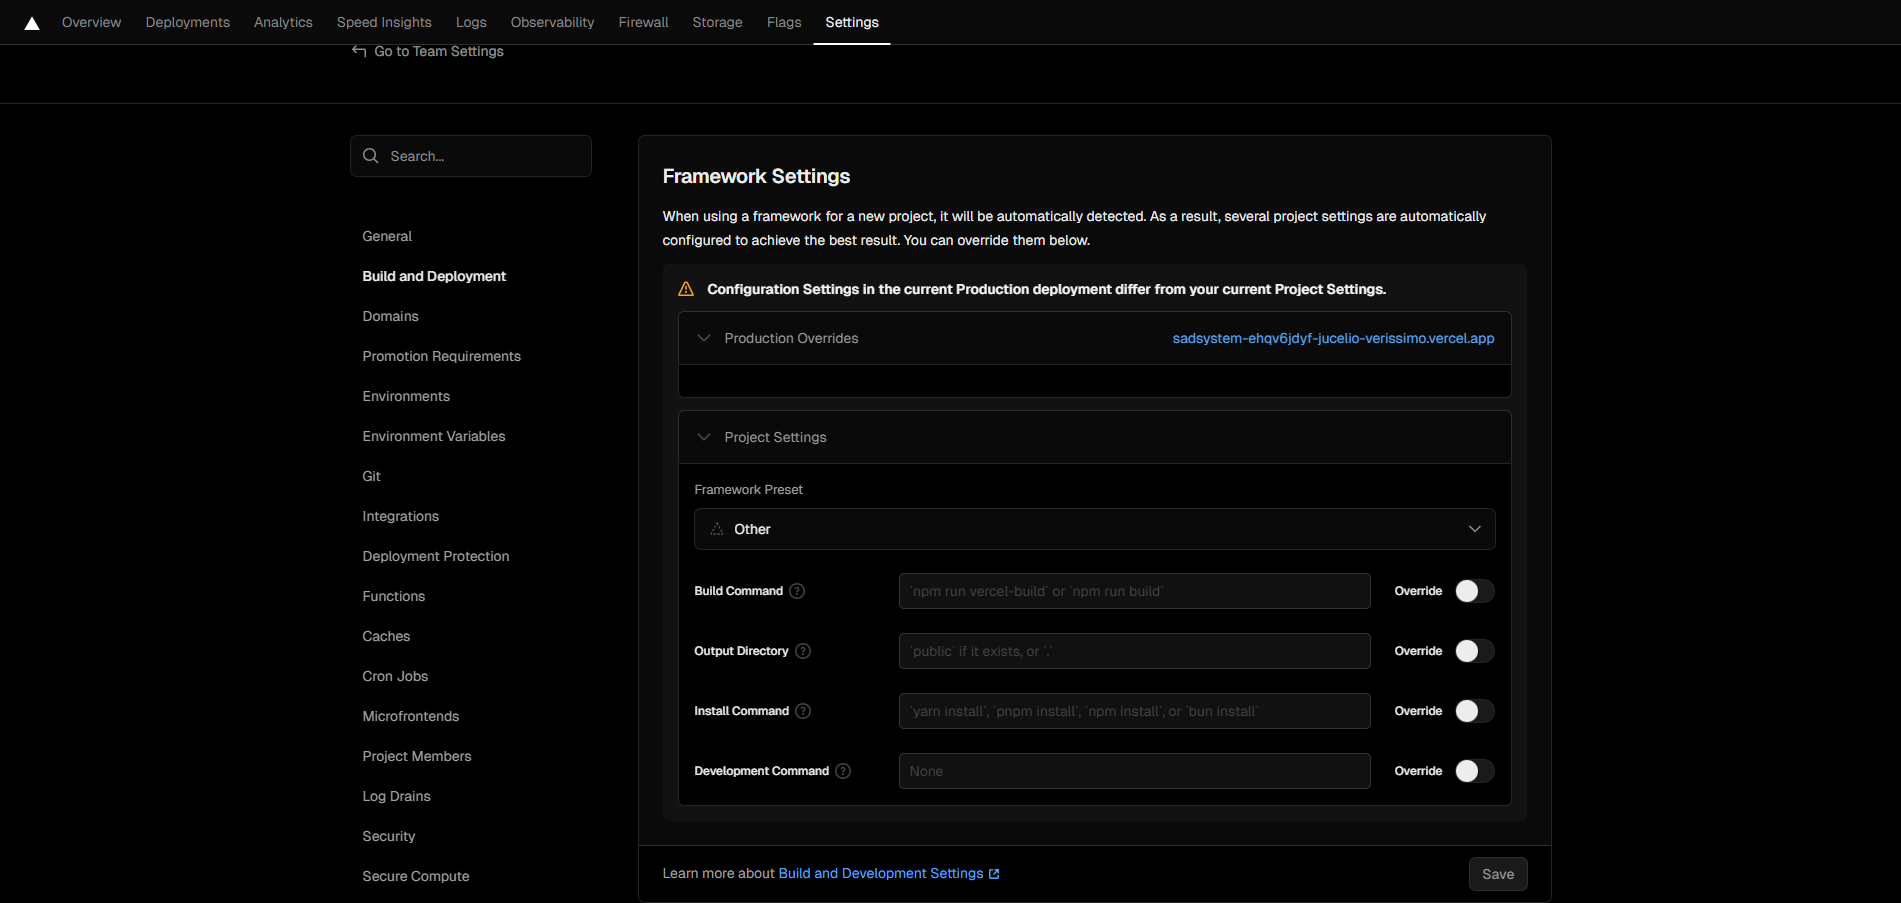 Overview
Deployments
Analytics
Speed Insights
Logs
Observability
Firewall
Storage
Flags
Settings
Go to Team Settings
Search...
General
Build and Deployment
Domains
Promotion Requirements
Environments
Environment Variables
Git
Integrations
Deployment Protection
Functions
Caches
Cron Jobs
Microfrontends
Project Members
Log Drains
Security
Secure Compute
Framework Settings
When using a framework for a new project, it will be automatically detected. As a result, several project settings are automatically
configured to achieve the best result. You can override them below.
Configuration Settings in the current Production deployment differ from your current Project Settings.
Production Overrides
sadsystem-ehqv6jdyf-jucelio-verissimo.vercel.app
Project Settings
Framework Preset
Other
Build Command
`npm run vercel-build` or `npm run build`
Override
Output Directory
`public` if it exists, or `.`
Override
Install Command
`yarn install`, `pnpm install`, `npm install`, or `bun install`
Override
Development Command
None
Override
Learn more about Build and Development Settings
Save